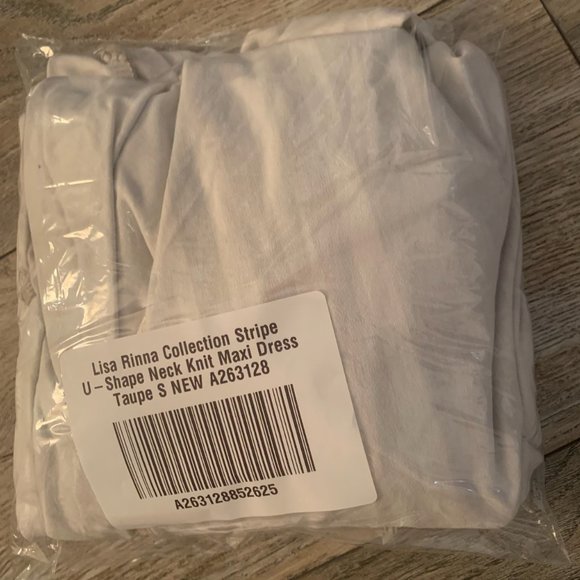 Lisa Rinna Collection Stripe
U-Shape Neck Knit Maxi Dress
Taupe S NEW A263128
A263128852625